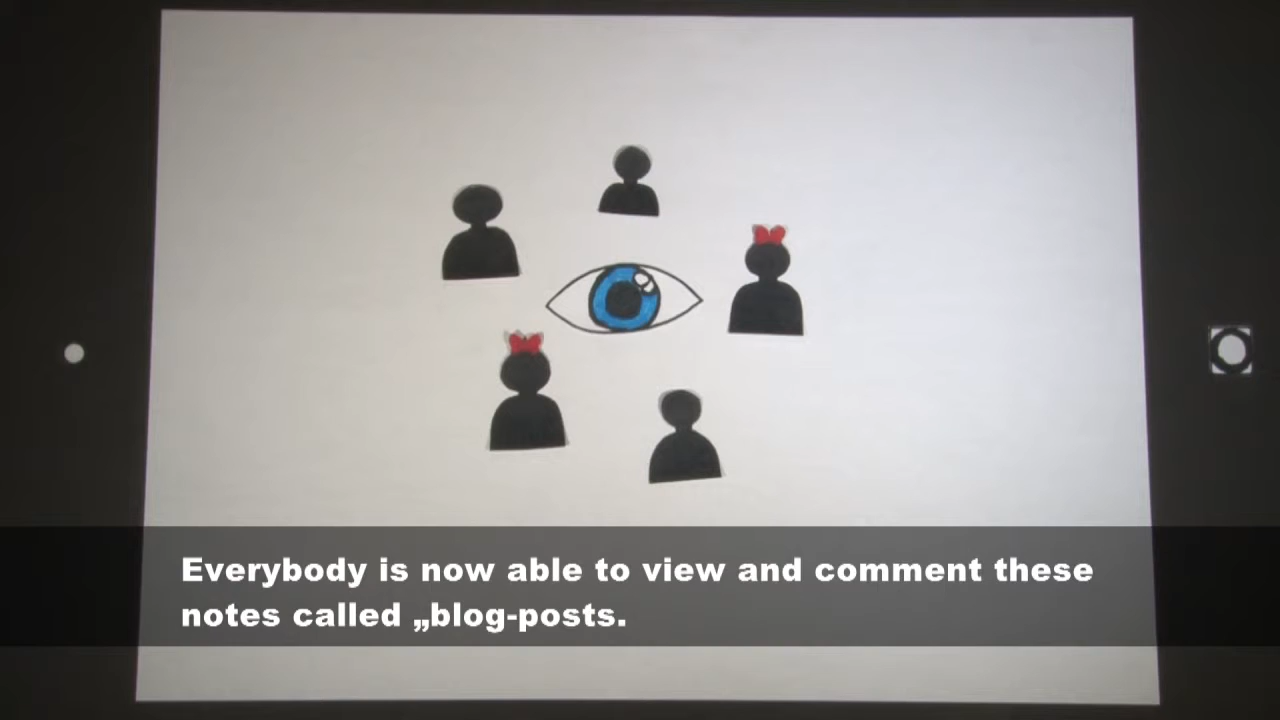 Everybody is now able to view and comment these
notes called „blog-posts.